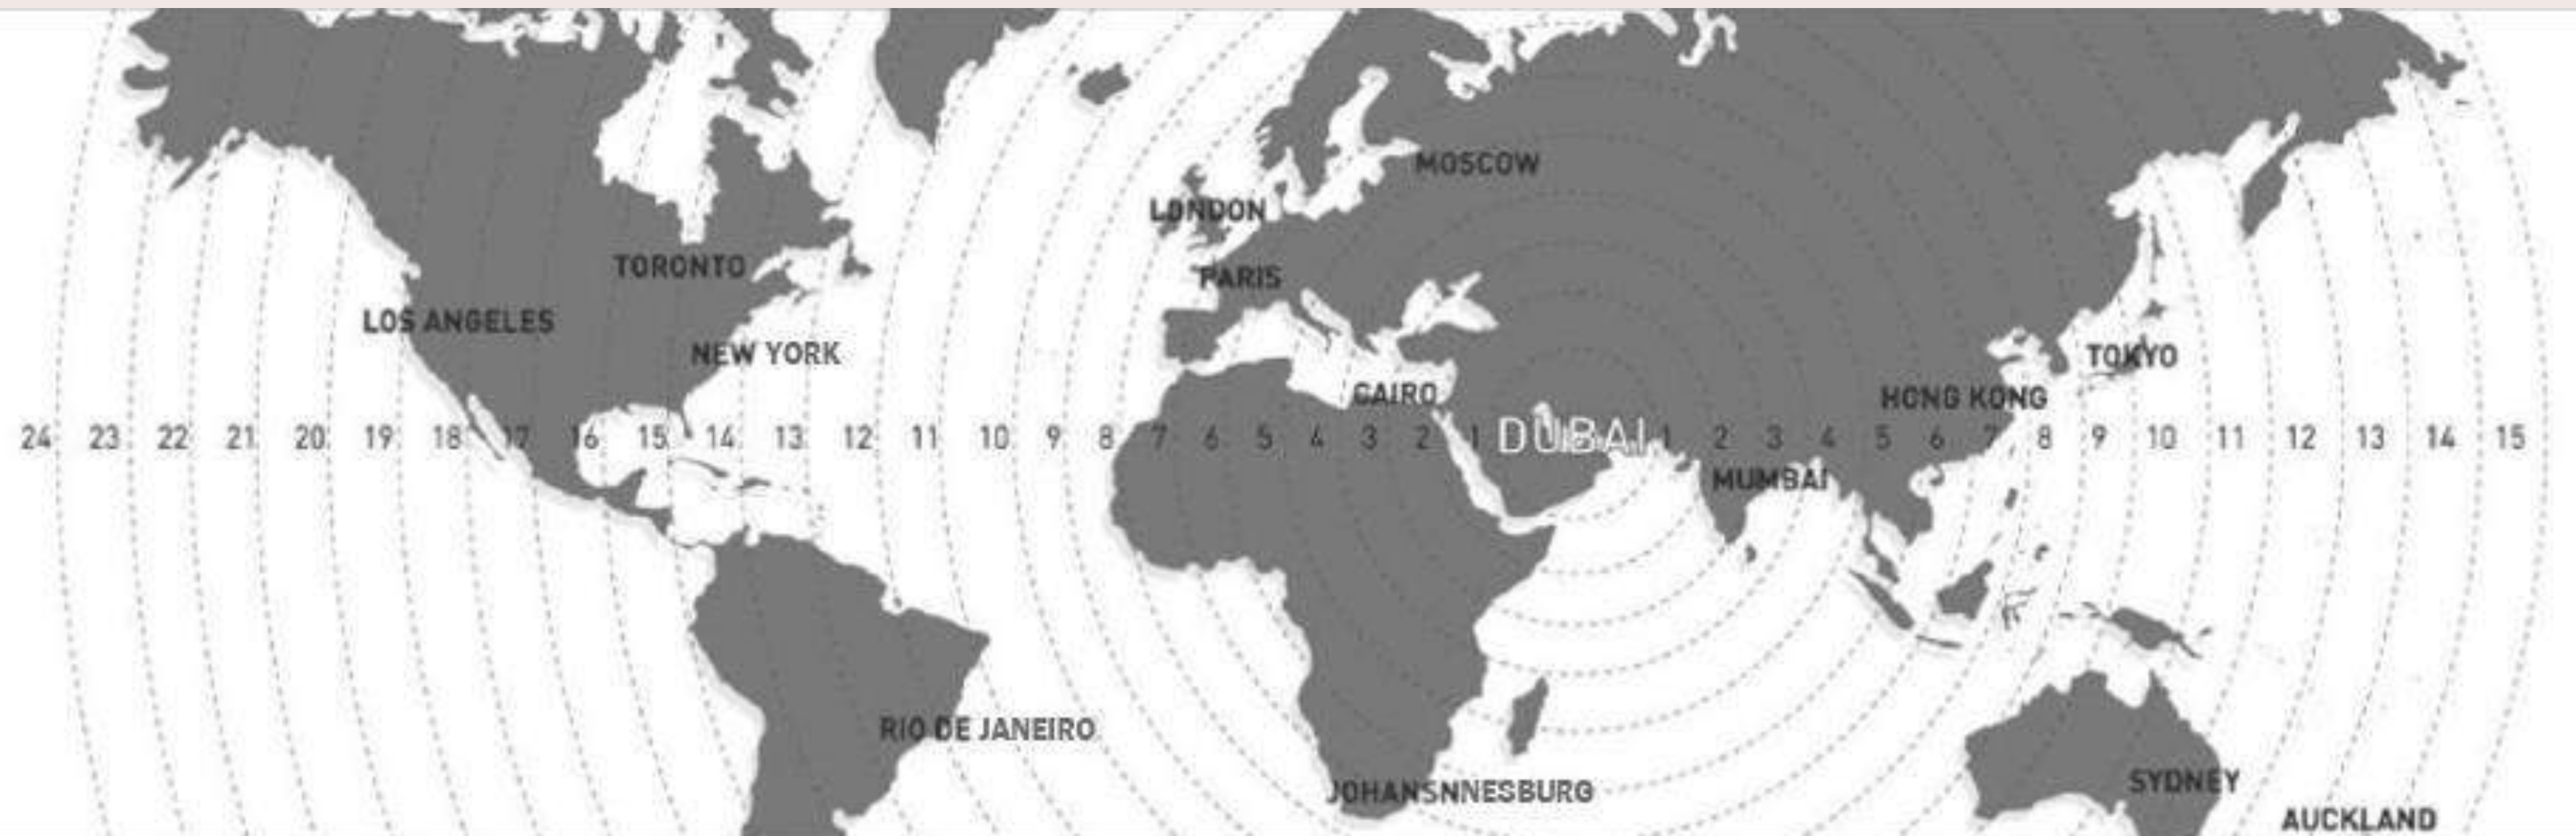 MOSCOW
LONDON
TORONTO
PARIS
LOS ANGELES
NEW YORK
TOKYO
CAIRO
HONG KONG
24 23 22 21 20 19 18 17 16 15 14 13 12 11 10 9 8 7 6 5 4 3 2 1 DUBAI 1 2 3 4 5 6 7 8 9 10 11 12 13 14 15
MUMBAI
RIO DE JANEIRO
SYDNEY
JOHANSNNESBURG
AUCKLAND